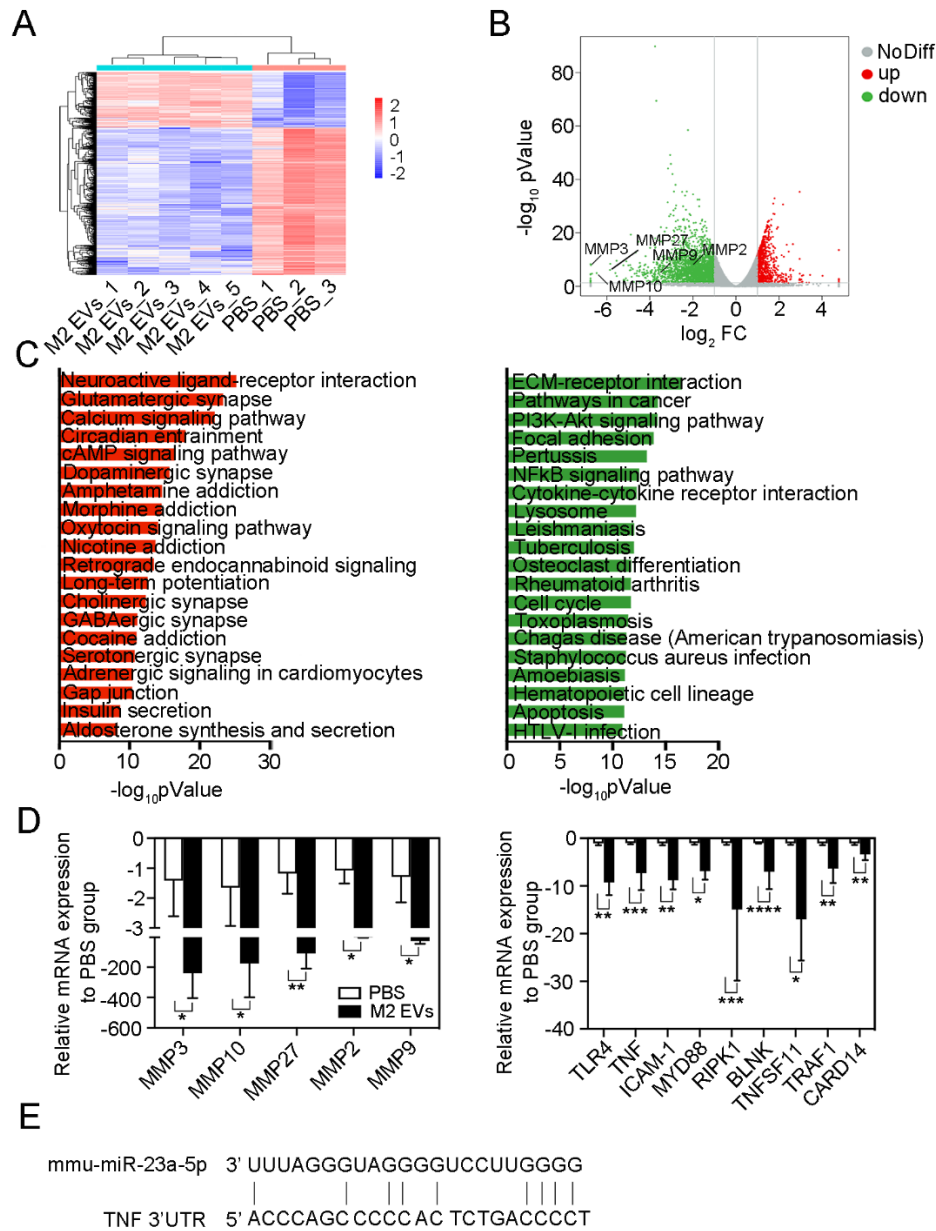 A
2
1
0
-1
-2
M2 EVs_1
M2 EVs_2
M2 EVs_3
M2 EVs_4
M2 EVs_5
PBS_1
PBS_2
PBS_3
B
-log10 pValue
80
60
40
20
0
MMP3
MMP27
MMP9
MMP2
MMP10
-6 -4 -2 0 2 4
log2 FC
NoDiff
up
down
C
Neuroactive ligand-receptor interaction
Glutamatergic synapse
Calcium signaling pathway
Circadian entrainment
cAMP signaling pathway
Dopaminergic synapse
Amphetamine addiction
Morphine addiction
Oxytocin signaling pathway
Nicotine addiction
Retrograde endocannabinoid signaling
Long-term potentiation
Cholinergic synapse
GABAergic synapse
Cocaine addiction
Serotonergic synapse
Adrenergic signaling in cardiomyocytes
Gap junction
Insulin secretion
Aldosterone synthesis and secretion
0 10 20 30
-log10pValue
ECM-receptor interaction
Pathways in cancer
PI3K-Akt signaling pathway
Focal adhesion
Pertussis
NFkB signaling pathway
Cytokine-cytokine receptor interaction
Lysosome
Leishmaniasis
Tuberculosis
Osteoclast differentiation
Rheumatoid arthritis
Cell cycle
Toxoplasmosis
Chagas disease (American trypanosomiasis)
Staphylococcus aureus infection
Amoebiasis
Hematopoietic cell lineage
Apoptosis
HTLV-I infection
0 5 10 15 20
-log10pValue
D
Relative mRNA expression
to PBS group
0
-1
-2
-3
-200
-400
-600
* * ** * *
PBS
M2 EVs
MMP3
MMP10
MMP27
MMP2
MMP9
Relative mRNA expression
to PBS group
0
-10
-20
-30
-40
** *** ** * *** **** * ** **
TLR4
TNF
ICAM-1
MYD88
RIPK1
BLNK
TNFSF11
TRAF1
CARD14
E
mmu-miR-23a-5p 3' UUUAGGGUAGGGGUCCUUGGGG
TNF 3'UTR 5' ACCCAGCCCCCAC TCTGACCCCT